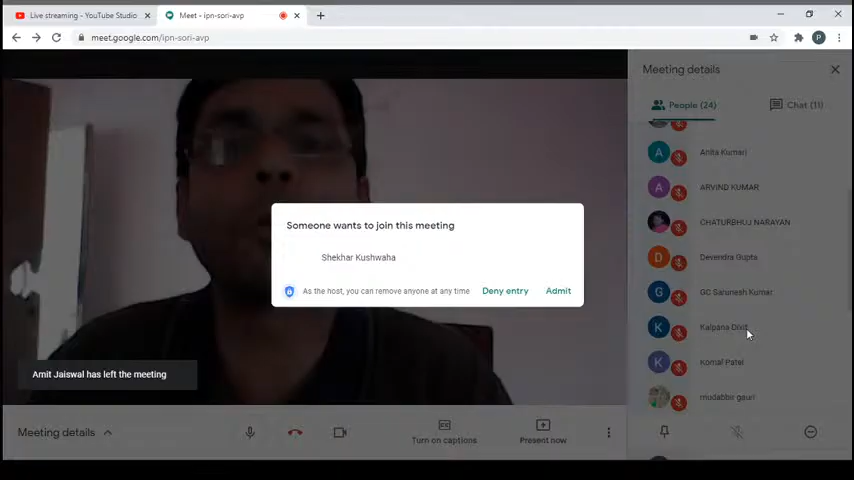 Live streaming - YouTube Studio
Meet - ipn-sori-avp
meet.google.com/ipn-sori-avp
P
Meeting details
People (24)
Chat (11)
A Anita Kumari
A ARVIND KUMAR
CHATURBHUJ NARAYAN
D Devendra Gupta
G GC Sarunesh Kumar
K Kalpana Dixit
K Komal Patel
mudabbir gauri
Someone wants to join this meeting
Shekhar Kushwaha
As the host, you can remove anyone at any time
Deny entry
Admit
Amit Jaiswal has left the meeting
Meeting details
Turn on captions
Present now